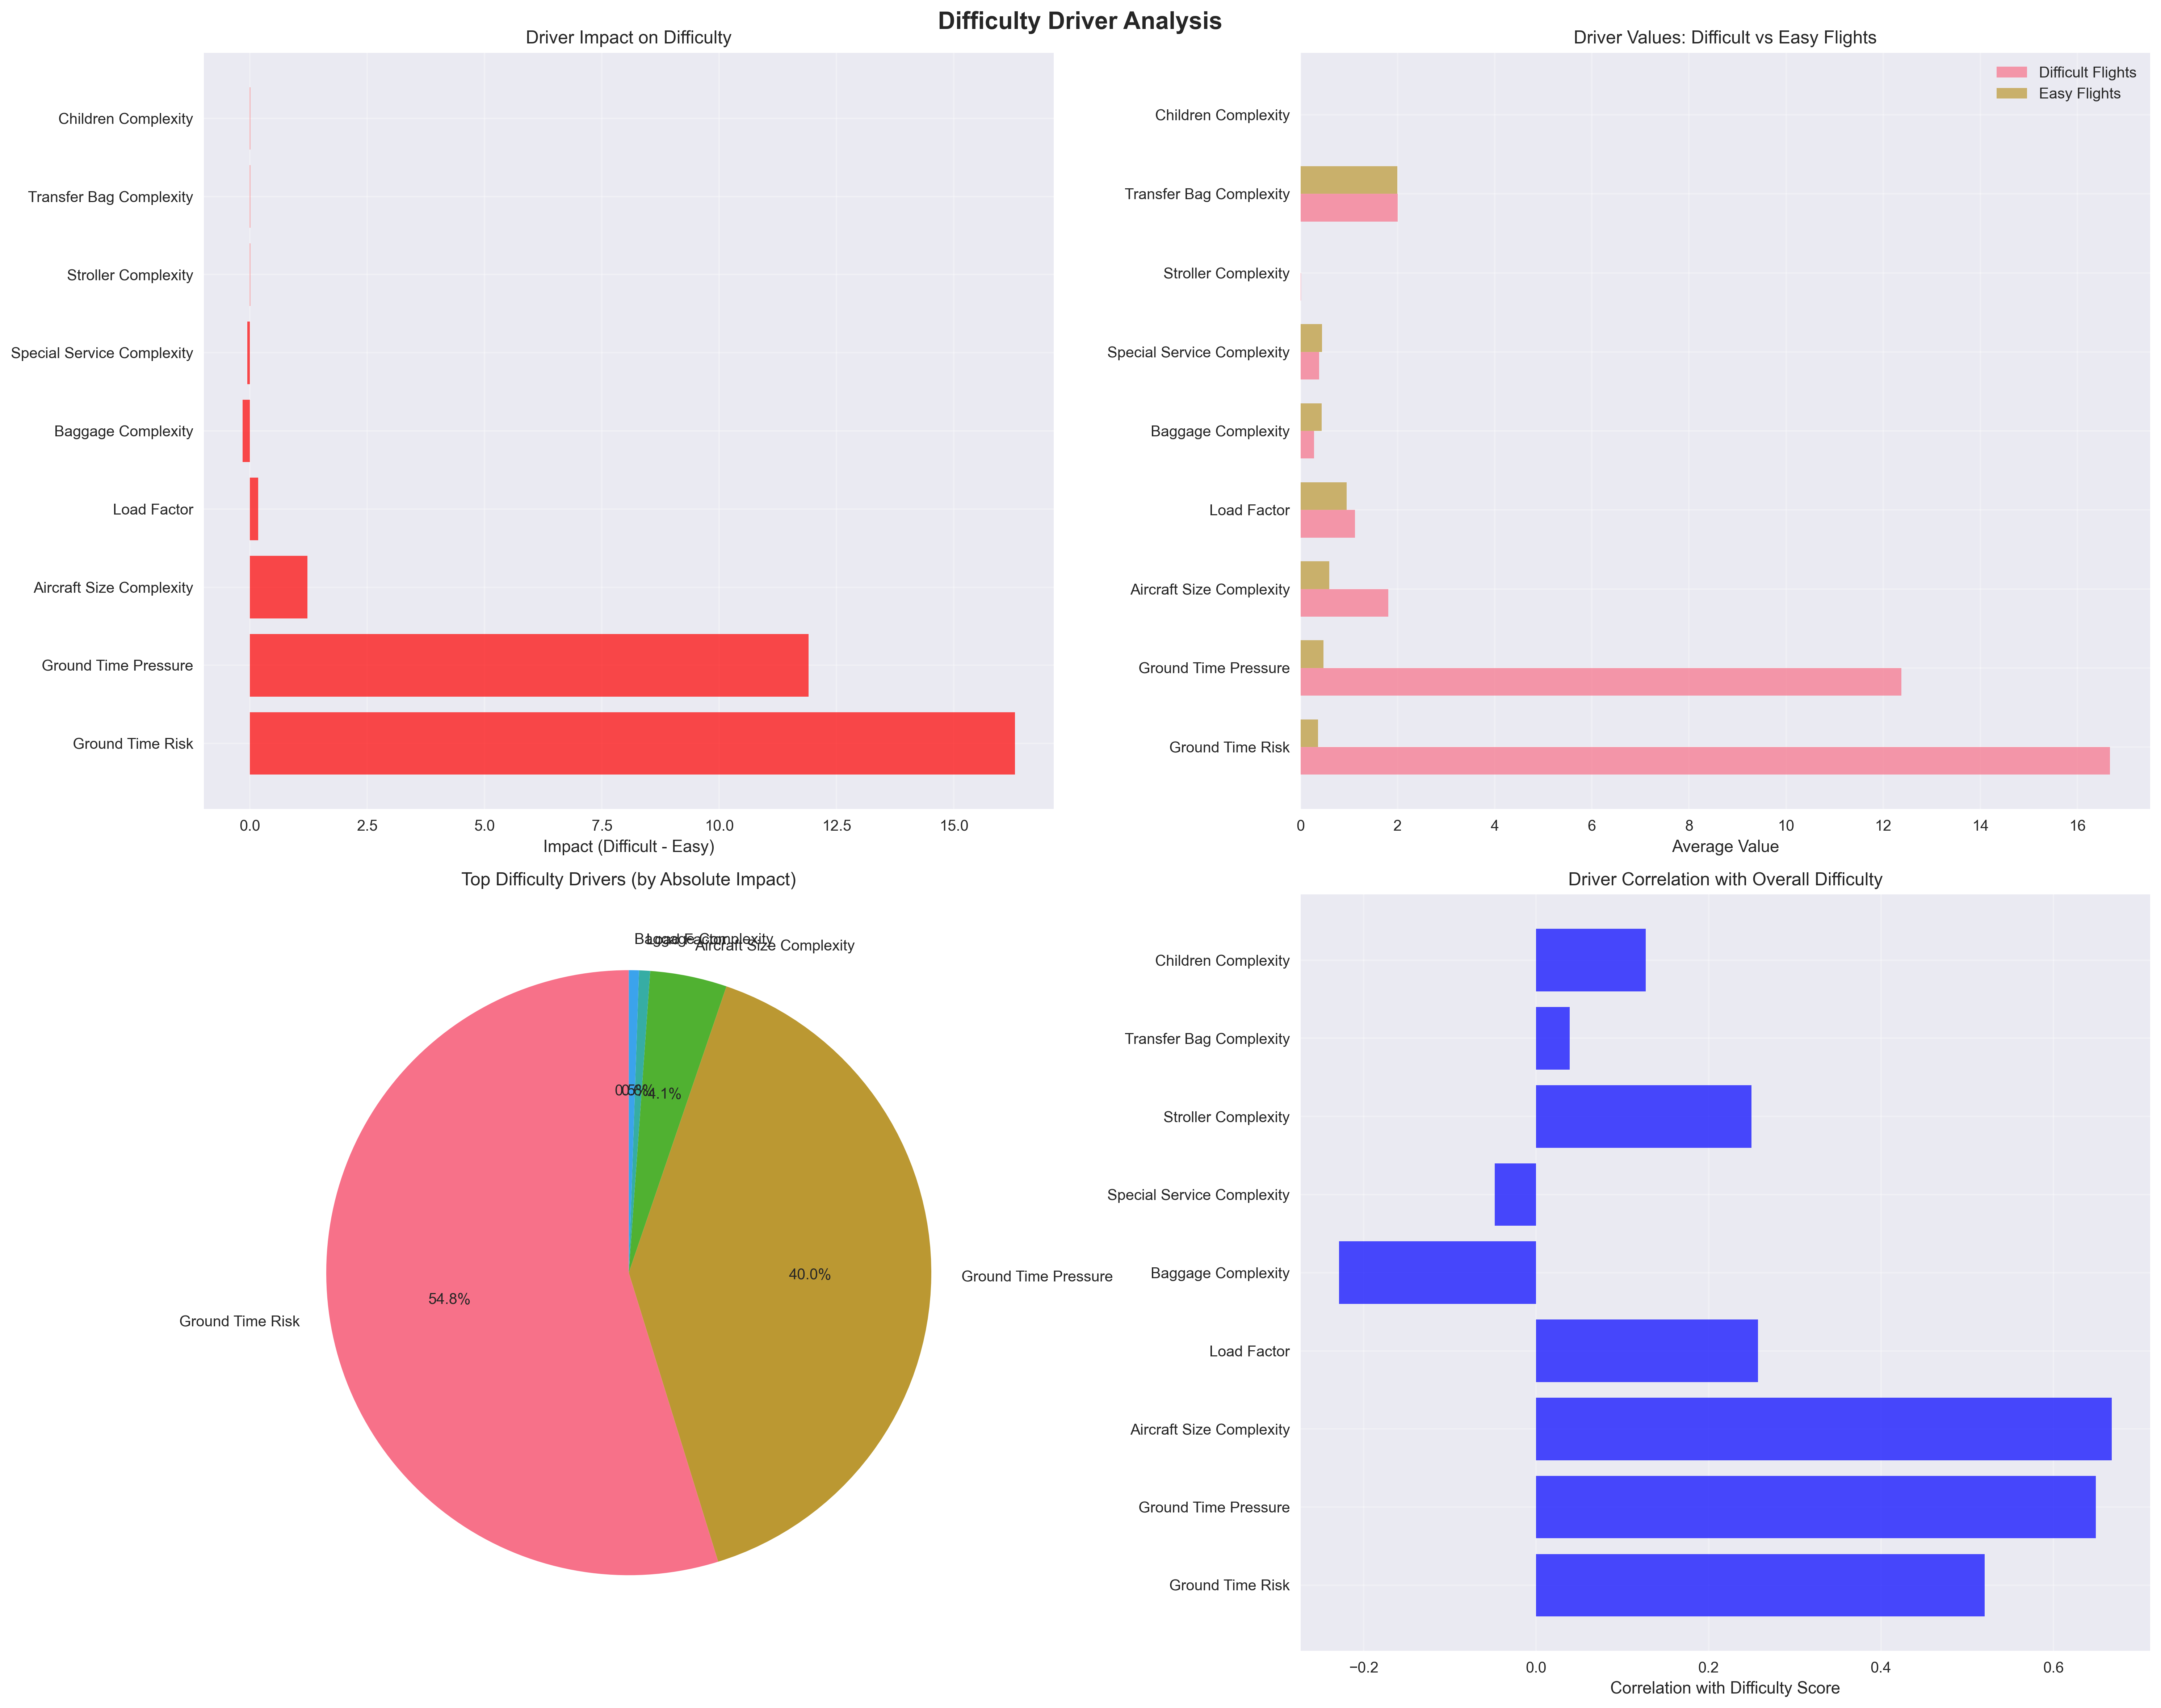 Difficulty Driver Analysis
Driver Impact on Difficulty
Children Complexity
Transfer Bag Complexity
Stroller Complexity
Special Service Complexity
Baggage Complexity
Load Factor
Aircraft Size Complexity
Ground Time Pressure
Ground Time Risk
0.0 2.5 5.0 7.5 10.0 12.5 15.0
Impact (Difficult - Easy)
Driver Values: Difficult vs Easy Flights
Difficult Flights
Easy Flights
Children Complexity
Transfer Bag Complexity
Stroller Complexity
Special Service Complexity
Baggage Complexity
Load Factor
Aircraft Size Complexity
Ground Time Pressure
Ground Time Risk
0 2 4 6 8 10 12 14 16
Average Value
Top Difficulty Drivers (by Absolute Impact)
Baggage Complexity
Load Factor
Aircraft Size Complexity
4.1%
40.0%
Ground Time Pressure
54.8%
Ground Time Risk
Driver Correlation with Overall Difficulty
Children Complexity
Transfer Bag Complexity
Stroller Complexity
Special Service Complexity
Baggage Complexity
Load Factor
Aircraft Size Complexity
Ground Time Pressure
Ground Time Risk
−0.2 0.0 0.2 0.4 0.6
Correlation with Difficulty Score